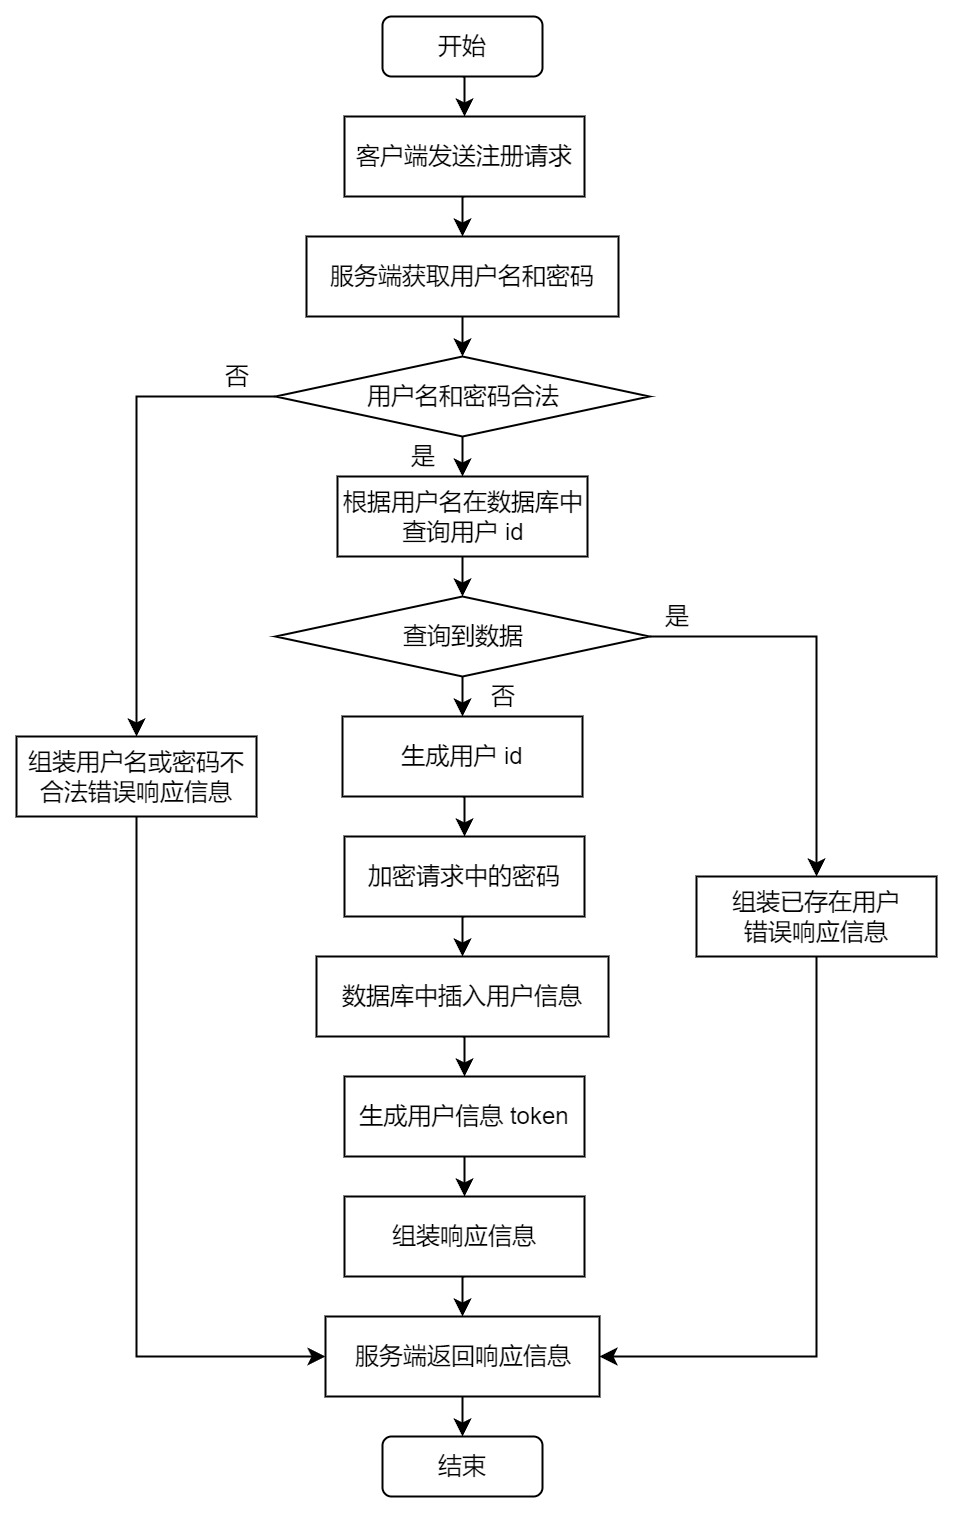 开始
客户端发送注册请求
服务端获取用户名和密码
否
用户名和密码合法
是
根据用户名在数据库中
查询用户 id
是
查询到数据
否
生成用户 id
组装用户名或密码不
合法错误响应信息
加密请求中的密码
组装已存在用户
错误响应信息
数据库中插入用户信息
生成用户信息 token
组装响应信息
服务端返回响应信息
结束